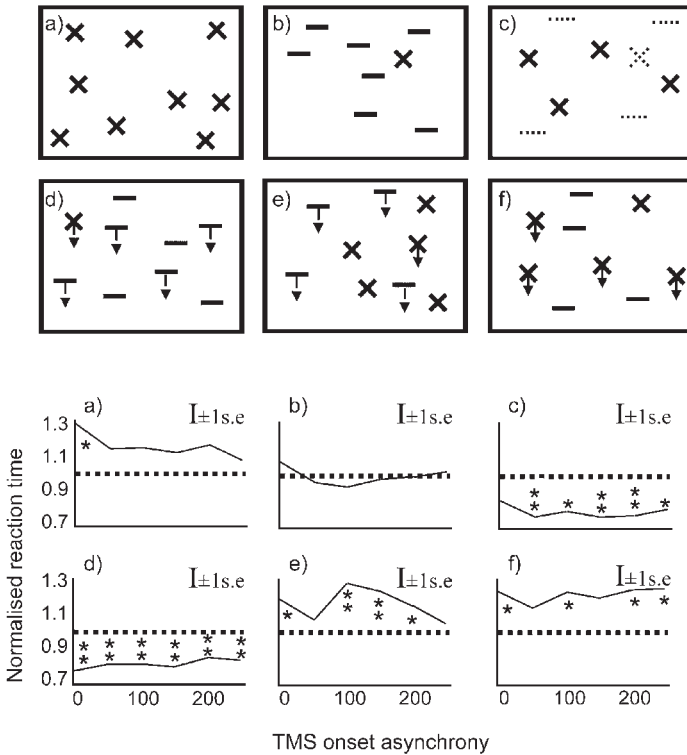 a) b) c)
d) e) f)
a) b) c)
1.3 I±1s.e I±1s.e I±1s.e
1.1
0.9
0.7
d) e) f)
1.3 I±1s.e I±1s.e I±1s.e
1.1
0.9
0.7
0 100 200 0 100 200 0 100 200
Normalised reaction time
TMS onset asynchrony